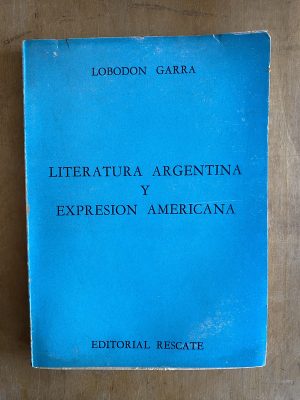 LOBODON GARRA
LITERATURA ARGENTINA
Y
EXPRESION AMERICANA
EDITORIAL RESCATE